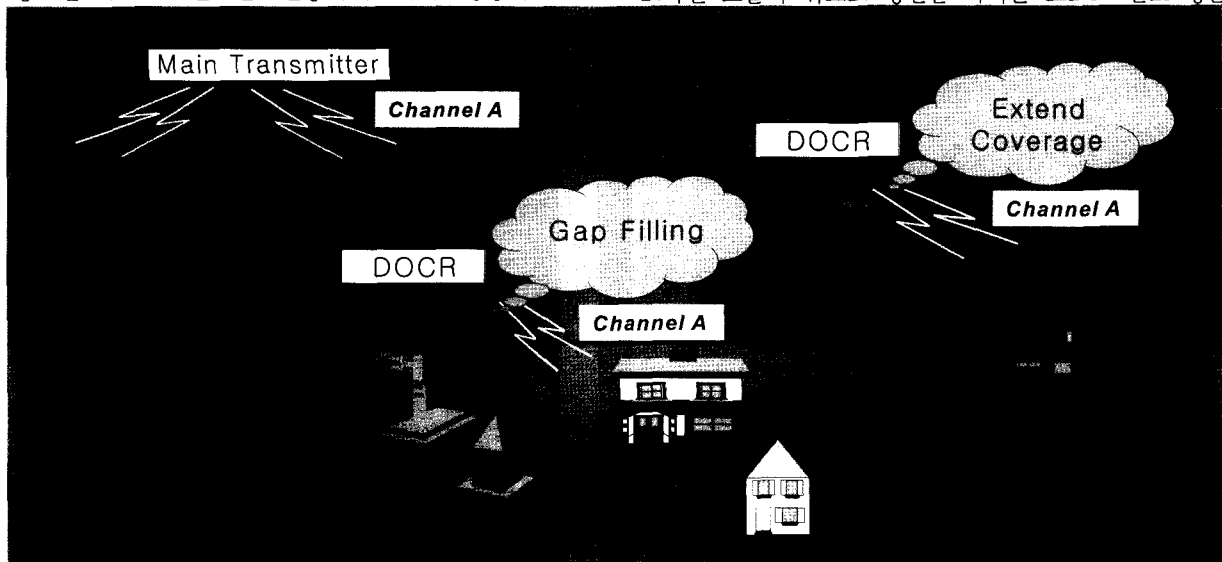 Main Transmitter
Channel A
Extend
Coverage
DOCR
Channel A
Gap Filling
DOCR
Channel A